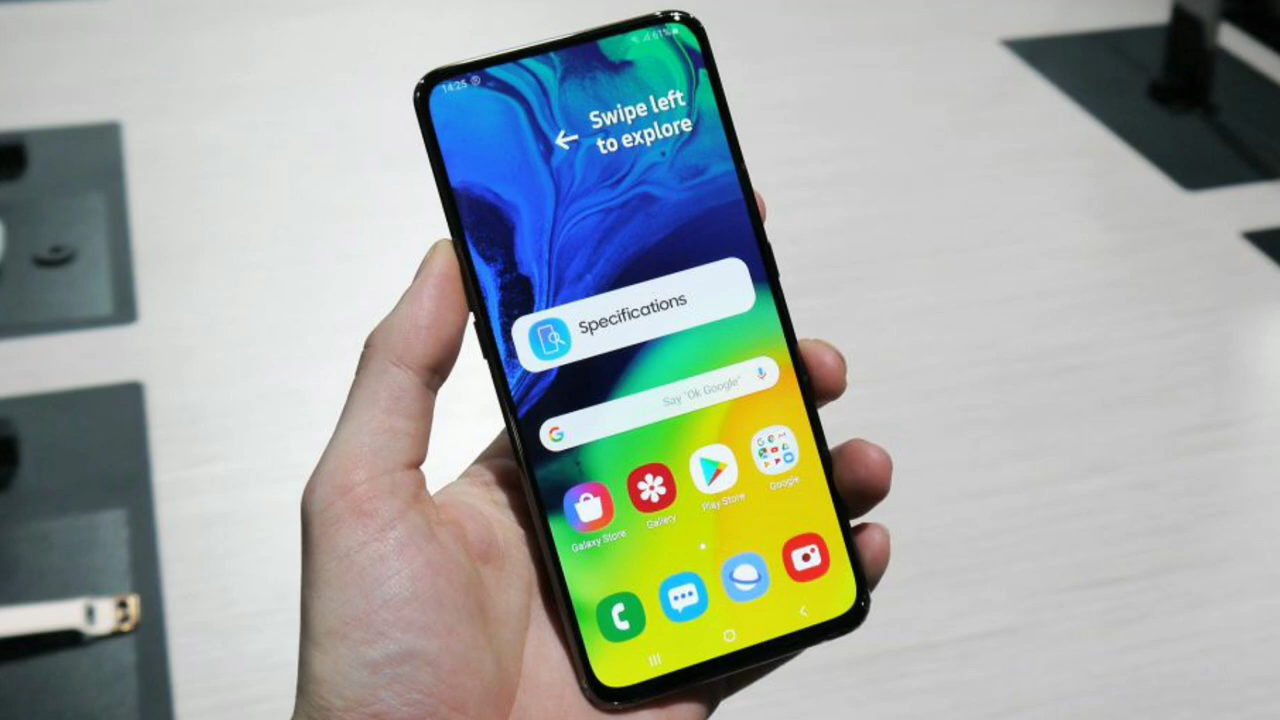 14:25
61%
Swipe left
to explore
Specifications
G
Say "Ok Google"
Galaxy Store
Gallery
Play Store
Google